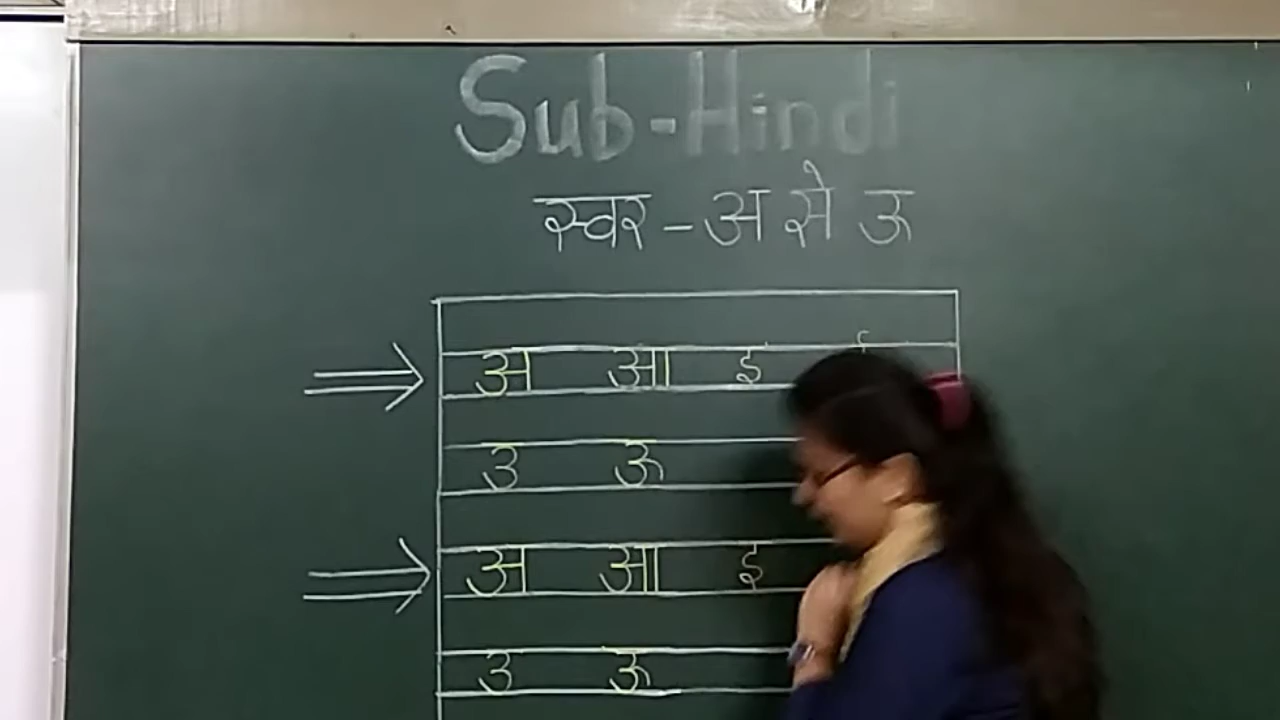 Sub-Hindi
स्वर - अ से ऊ
अ आ इ
उ ऊ
अ आ इ
उ ऊ